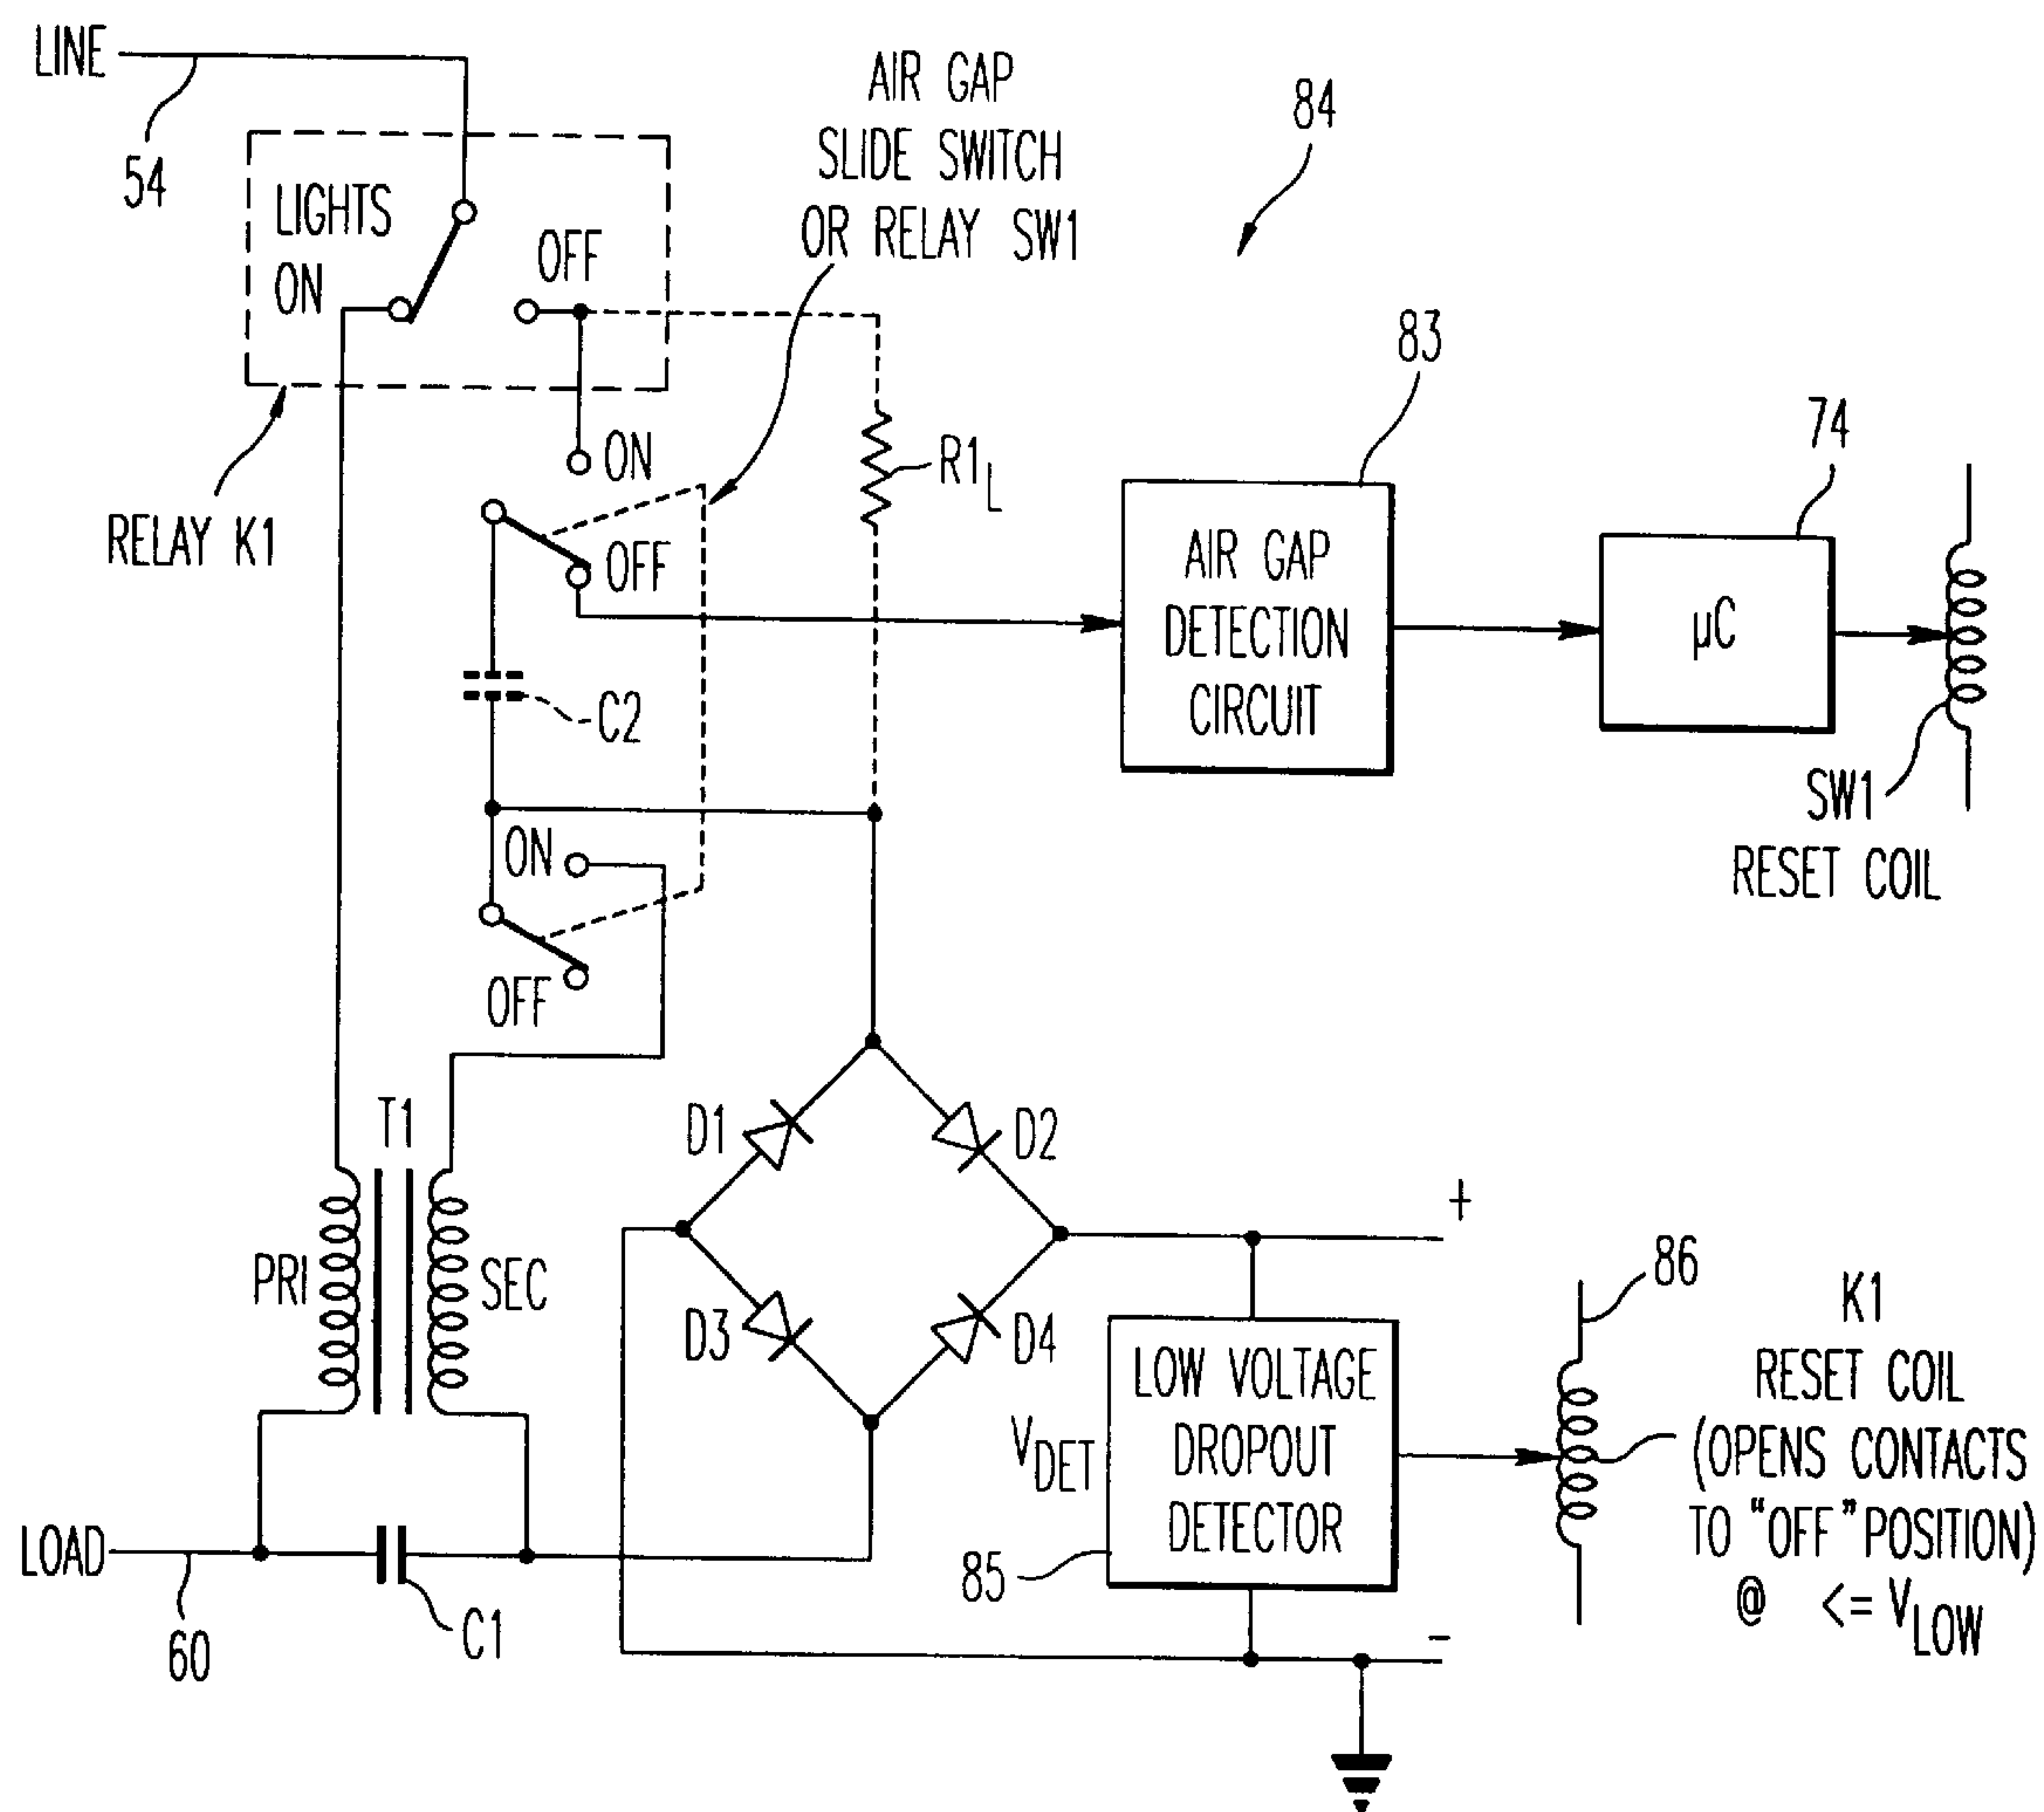 LINE
54
LIGHTS
ON
OFF
AIR GAP
SLIDE SWITCH
OR RELAY SW1
84
RELAY K1
ON
OFF
R1L
83
AIR GAP
DETECTION
CIRCUIT
74
µC
SW1
RESET COIL
C2
ON
OFF
T1
PRI
SEC
D1
D2
D3
D4
+
-
LOW VOLTAGE
DROPOUT
DETECTOR
VDET
85
86
K1
RESET COIL
(OPENS CONTACTS
TO "OFF" POSITION)
@ <= VLOW
LOAD
60
C1